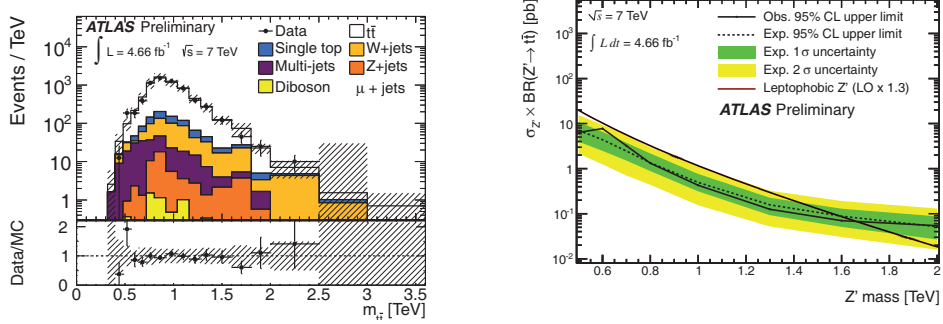 ATLAS Preliminary
∫ L = 4.66 fb⁻¹ √s = 7 TeV
Data
tt̄
Single top
W+jets
Multi-jets
Z+jets
Diboson
μ + jets
Events / TeV
10⁴
10³
10²
10
1
Data/MC
2
1
0
0 0.5 1 1.5 2 2.5 3 3.5
m_tt̄ [TeV]
√s = 7 TeV
∫ L dt = 4.66 fb⁻¹
Obs. 95% CL upper limit
Exp. 95% CL upper limit
Exp. 1 σ uncertainty
Exp. 2 σ uncertainty
Leptophobic Z' (LO x 1.3)
ATLAS Preliminary
σ_Z' × BR(Z'→ tt̄) [pb]
10³
10²
10
1
10⁻¹
10⁻²
0.6 0.8 1 1.2 1.4 1.6 1.8 2
Z' mass [TeV]